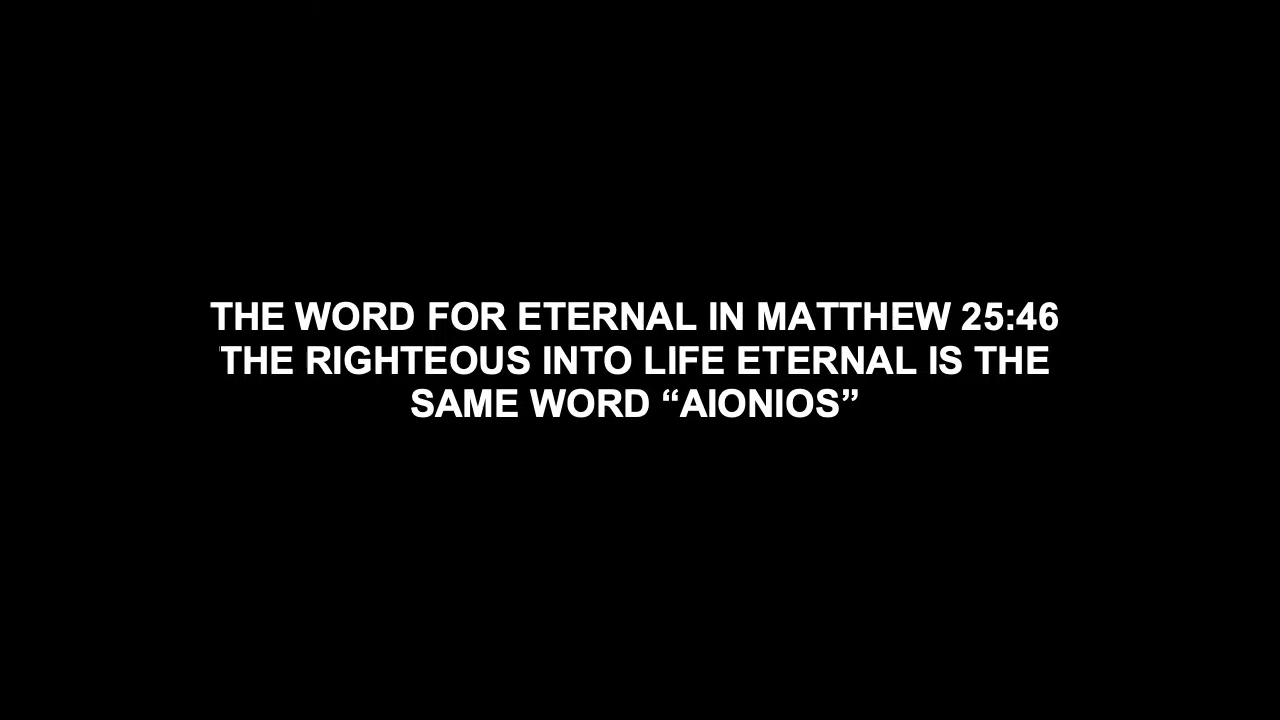 THE WORD FOR ETERNAL IN MATTHEW 25:46
THE RIGHTEOUS INTO LIFE ETERNAL IS THE
SAME WORD “AIONIOS”